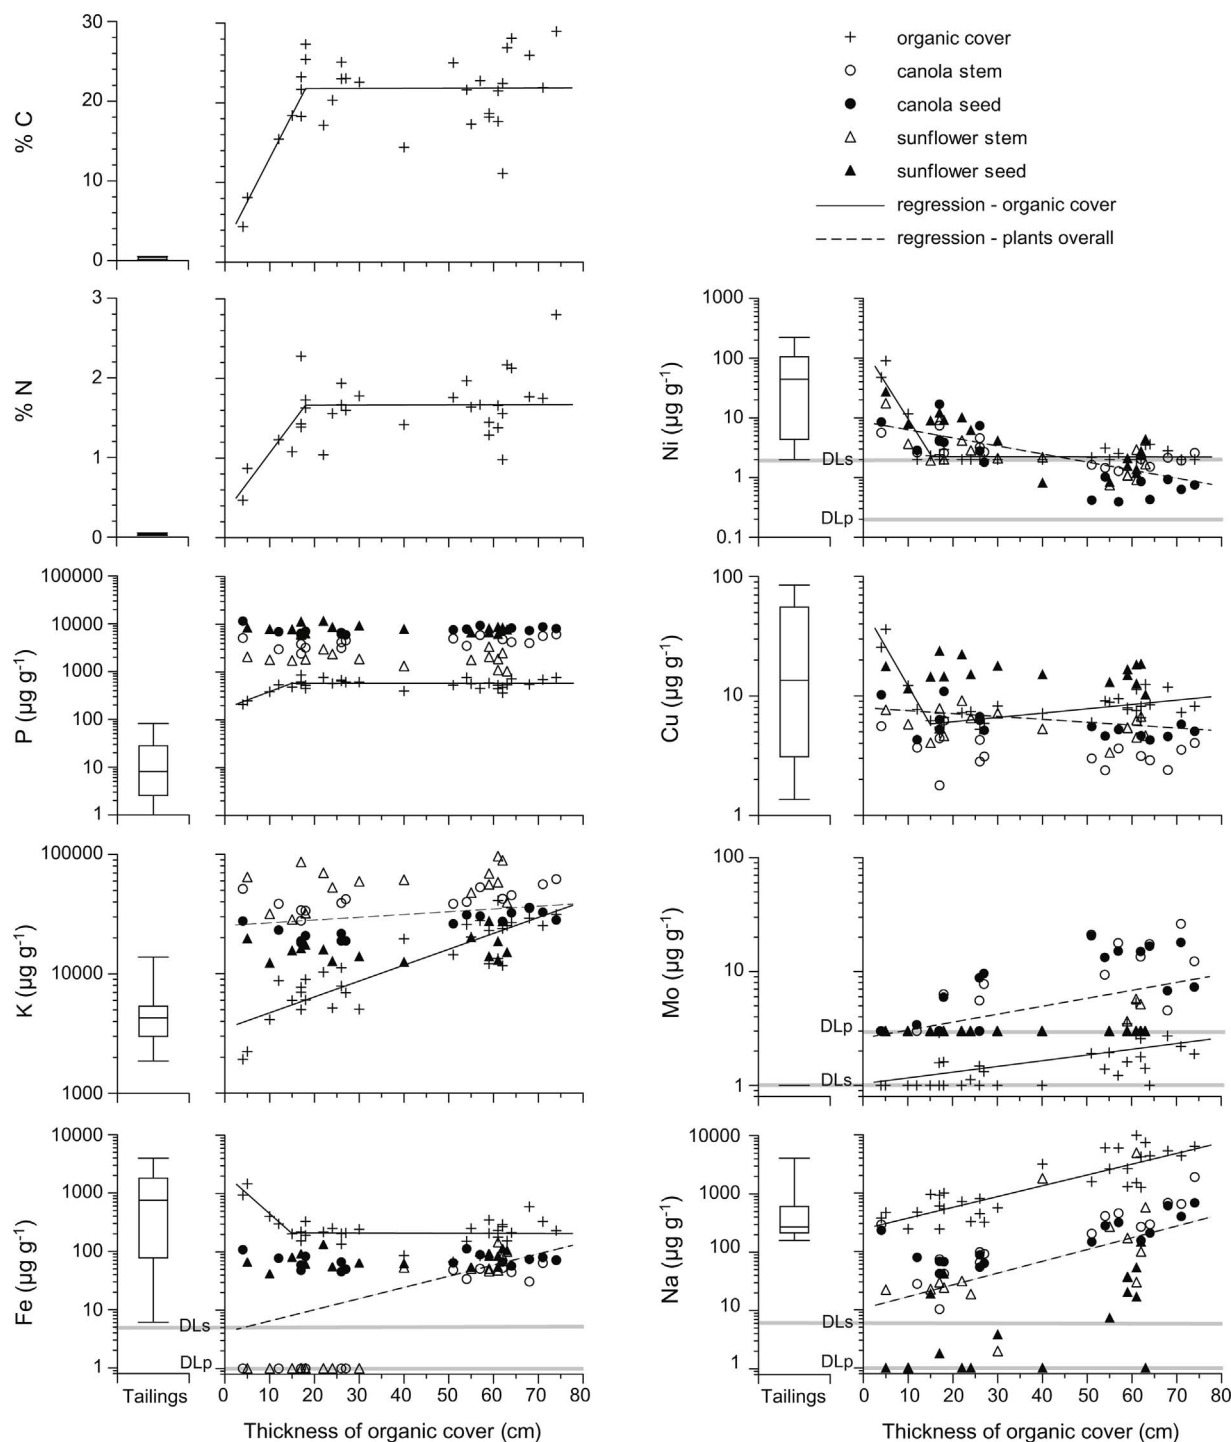 % C
30
20
10
0
organic cover
canola stem
canola seed
sunflower stem
sunflower seed
regression - organic cover
regression - plants overall
% N
3
2
1
0
Ni (µg g⁻¹)
1000
100
10
1
0.1
DLs
DLp
P (µg g⁻¹)
100000
10000
1000
100
10
1
Cu (µg g⁻¹)
100
10
1
K (µg g⁻¹)
100000
10000
1000
Mo (µg g⁻¹)
100
10
1
DLp
DLs
Fe (µg g⁻¹)
10000
1000
100
10
1
DLs
DLp
Tailings
0 10 20 30 40 50 60 70 80
Thickness of organic cover (cm)
Na (µg g⁻¹)
10000
1000
100
10
1
DLs
DLp
Tailings
0 10 20 30 40 50 60 70 80
Thickness of organic cover (cm)